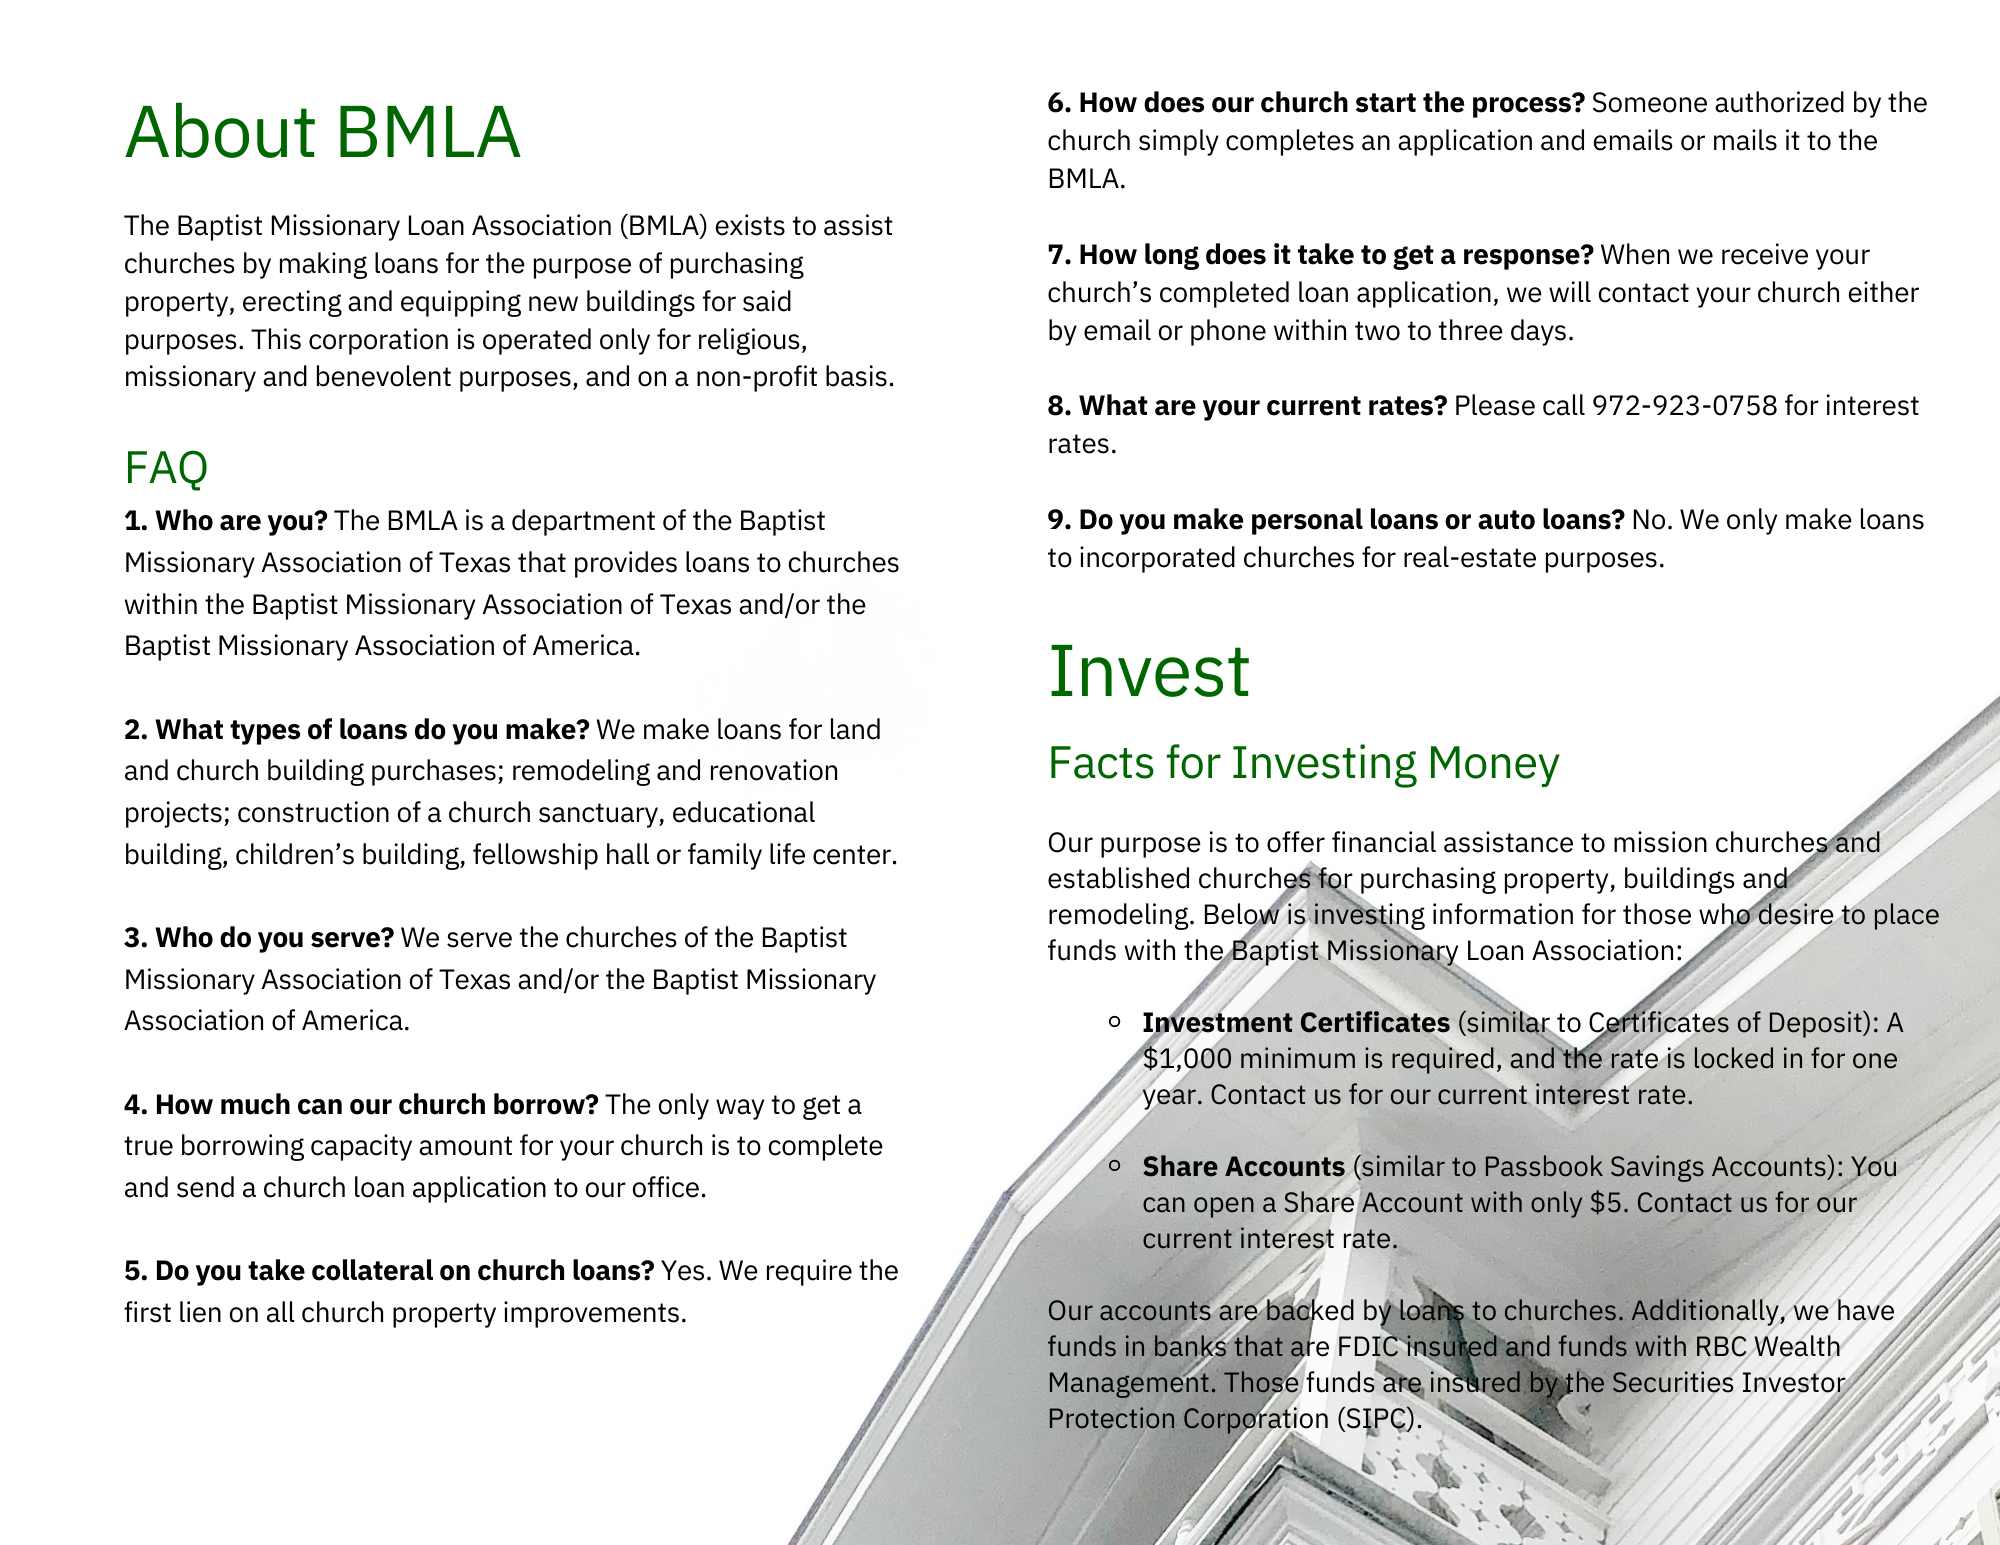 About BMLA
The Baptist Missionary Loan Association (BMLA) exists to assist
churches by making loans for the purpose of purchasing
property, erecting and equipping new buildings for said
purposes. This corporation is operated only for religious,
missionary and benevolent purposes, and on a non-profit basis.
FAQ
1. Who are you? The BMLA is a department of the Baptist
Missionary Association of Texas that provides loans to churches
within the Baptist Missionary Association of Texas and/or the
Baptist Missionary Association of America.
2. What types of loans do you make? We make loans for land
and church building purchases; remodeling and renovation
projects; construction of a church sanctuary, educational
building, children’s building, fellowship hall or family life center.
3. Who do you serve? We serve the churches of the Baptist
Missionary Association of Texas and/or the Baptist Missionary
Association of America.
4. How much can our church borrow? The only way to get a
true borrowing capacity amount for your church is to complete
and send a church loan application to our office.
5. Do you take collateral on church loans? Yes. We require the
first lien on all church property improvements.
6. How does our church start the process? Someone authorized by the
church simply completes an application and emails or mails it to the
BMLA.
7. How long does it take to get a response? When we receive your
church’s completed loan application, we will contact your church either
by email or phone within two to three days.
8. What are your current rates? Please call 972-923-0758 for interest
rates.
9. Do you make personal loans or auto loans? No. We only make loans
to incorporated churches for real-estate purposes.
Invest
Facts for Investing Money
Our purpose is to offer financial assistance to mission churches and
established churches for purchasing property, buildings and
remodeling. Below is investing information for those who desire to place
funds with the Baptist Missionary Loan Association:
◦ Investment Certificates (similar to Certificates of Deposit): A
$1,000 minimum is required, and the rate is locked in for one
year. Contact us for our current interest rate.
◦ Share Accounts (similar to Passbook Savings Accounts): You
can open a Share Account with only $5. Contact us for our
current interest rate.
Our accounts are backed by loans to churches. Additionally, we have
funds in banks that are FDIC insured and funds with RBC Wealth
Management. Those funds are insured by the Securities Investor
Protection Corporation (SIPC).